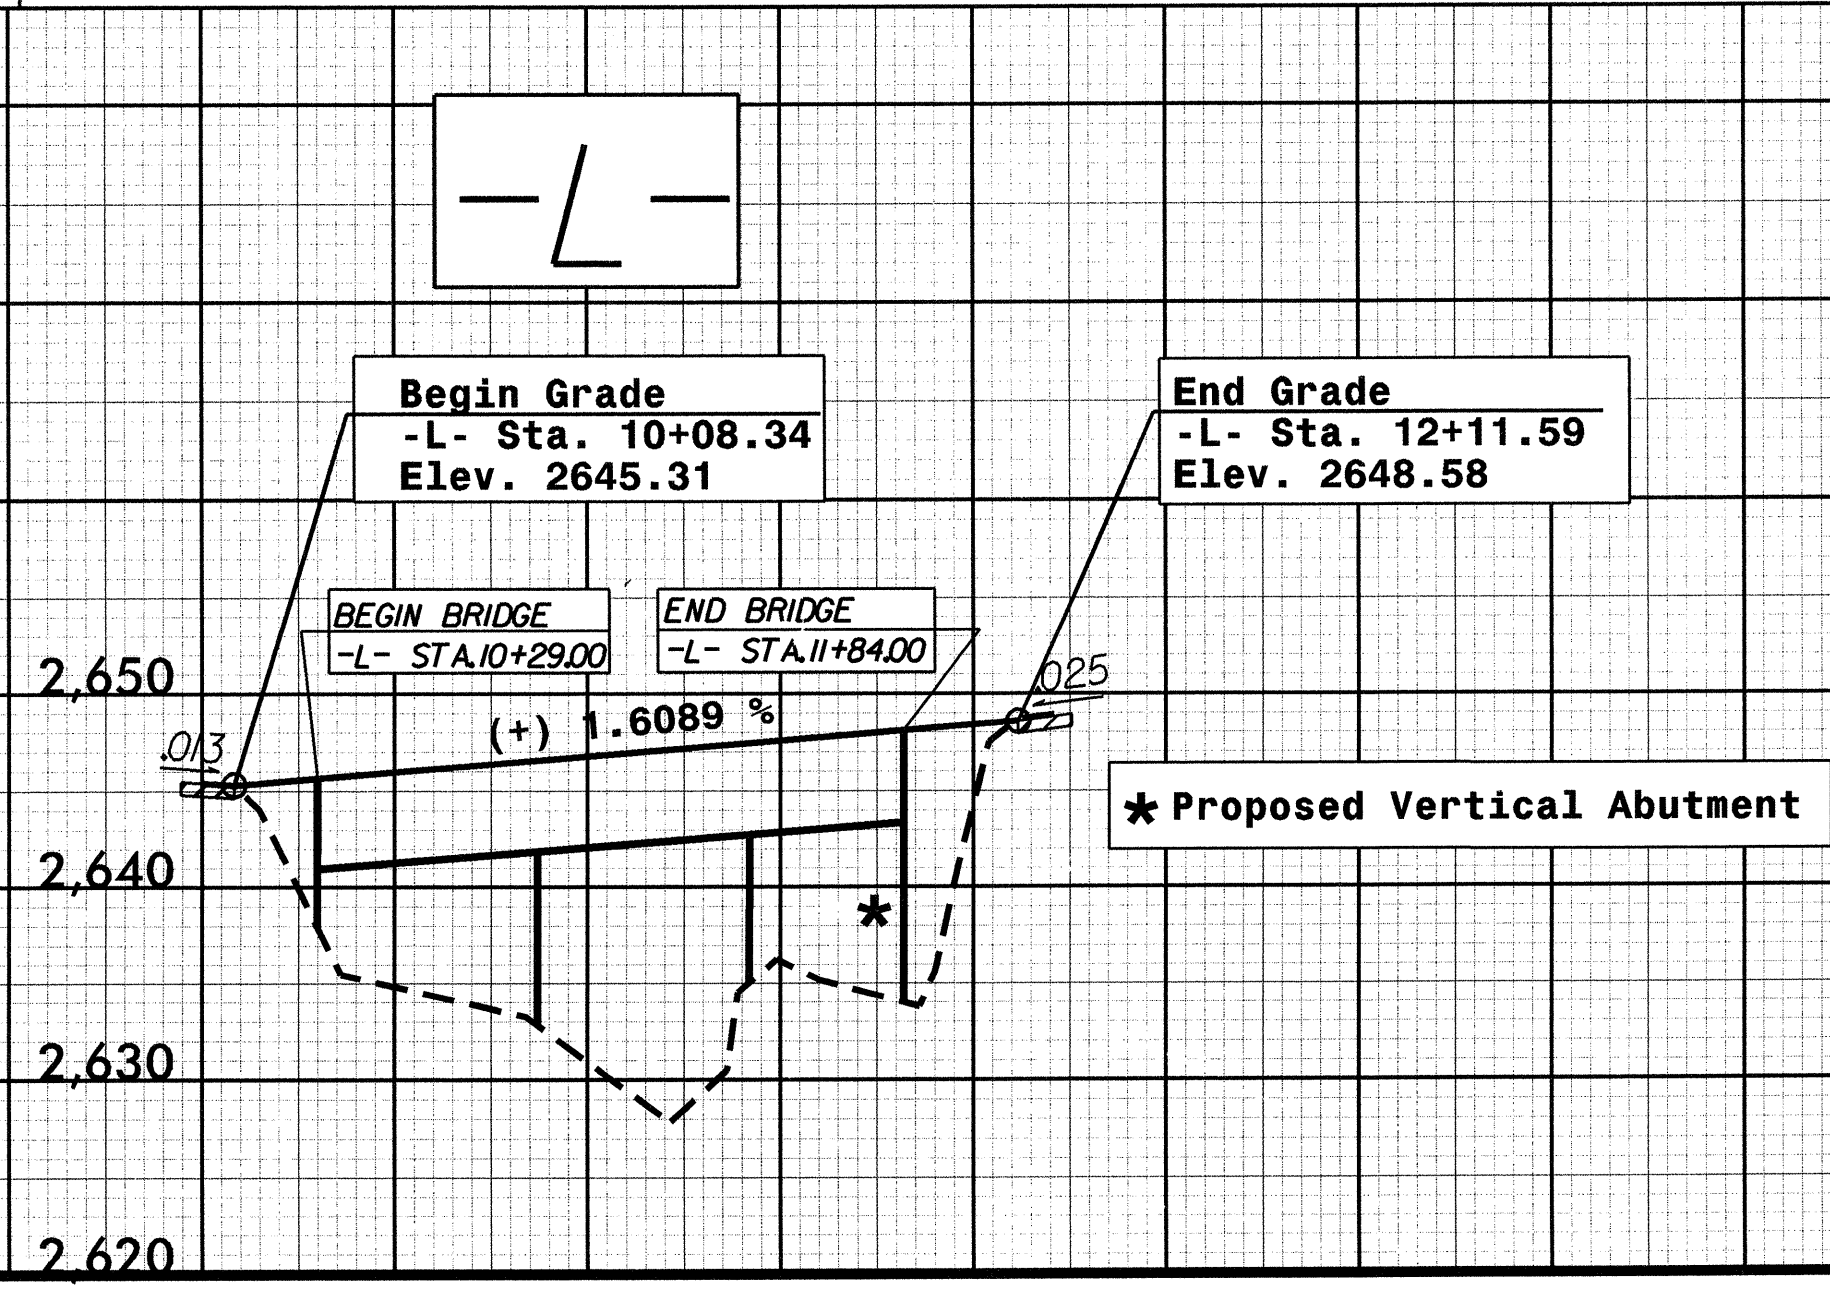 -L-
Begin Grade
-L- Sta. 10+08.34
Elev. 2645.31
End Grade
-L- Sta. 12+11.59
Elev. 2648.58
BEGIN BRIDGE
-L- STA.10+29.00
END BRIDGE
-L- STA.11+84.00
2,650
.025
(+) 1.6089 %
.013
* Proposed Vertical Abutment
2,640
*
2,630
2,620